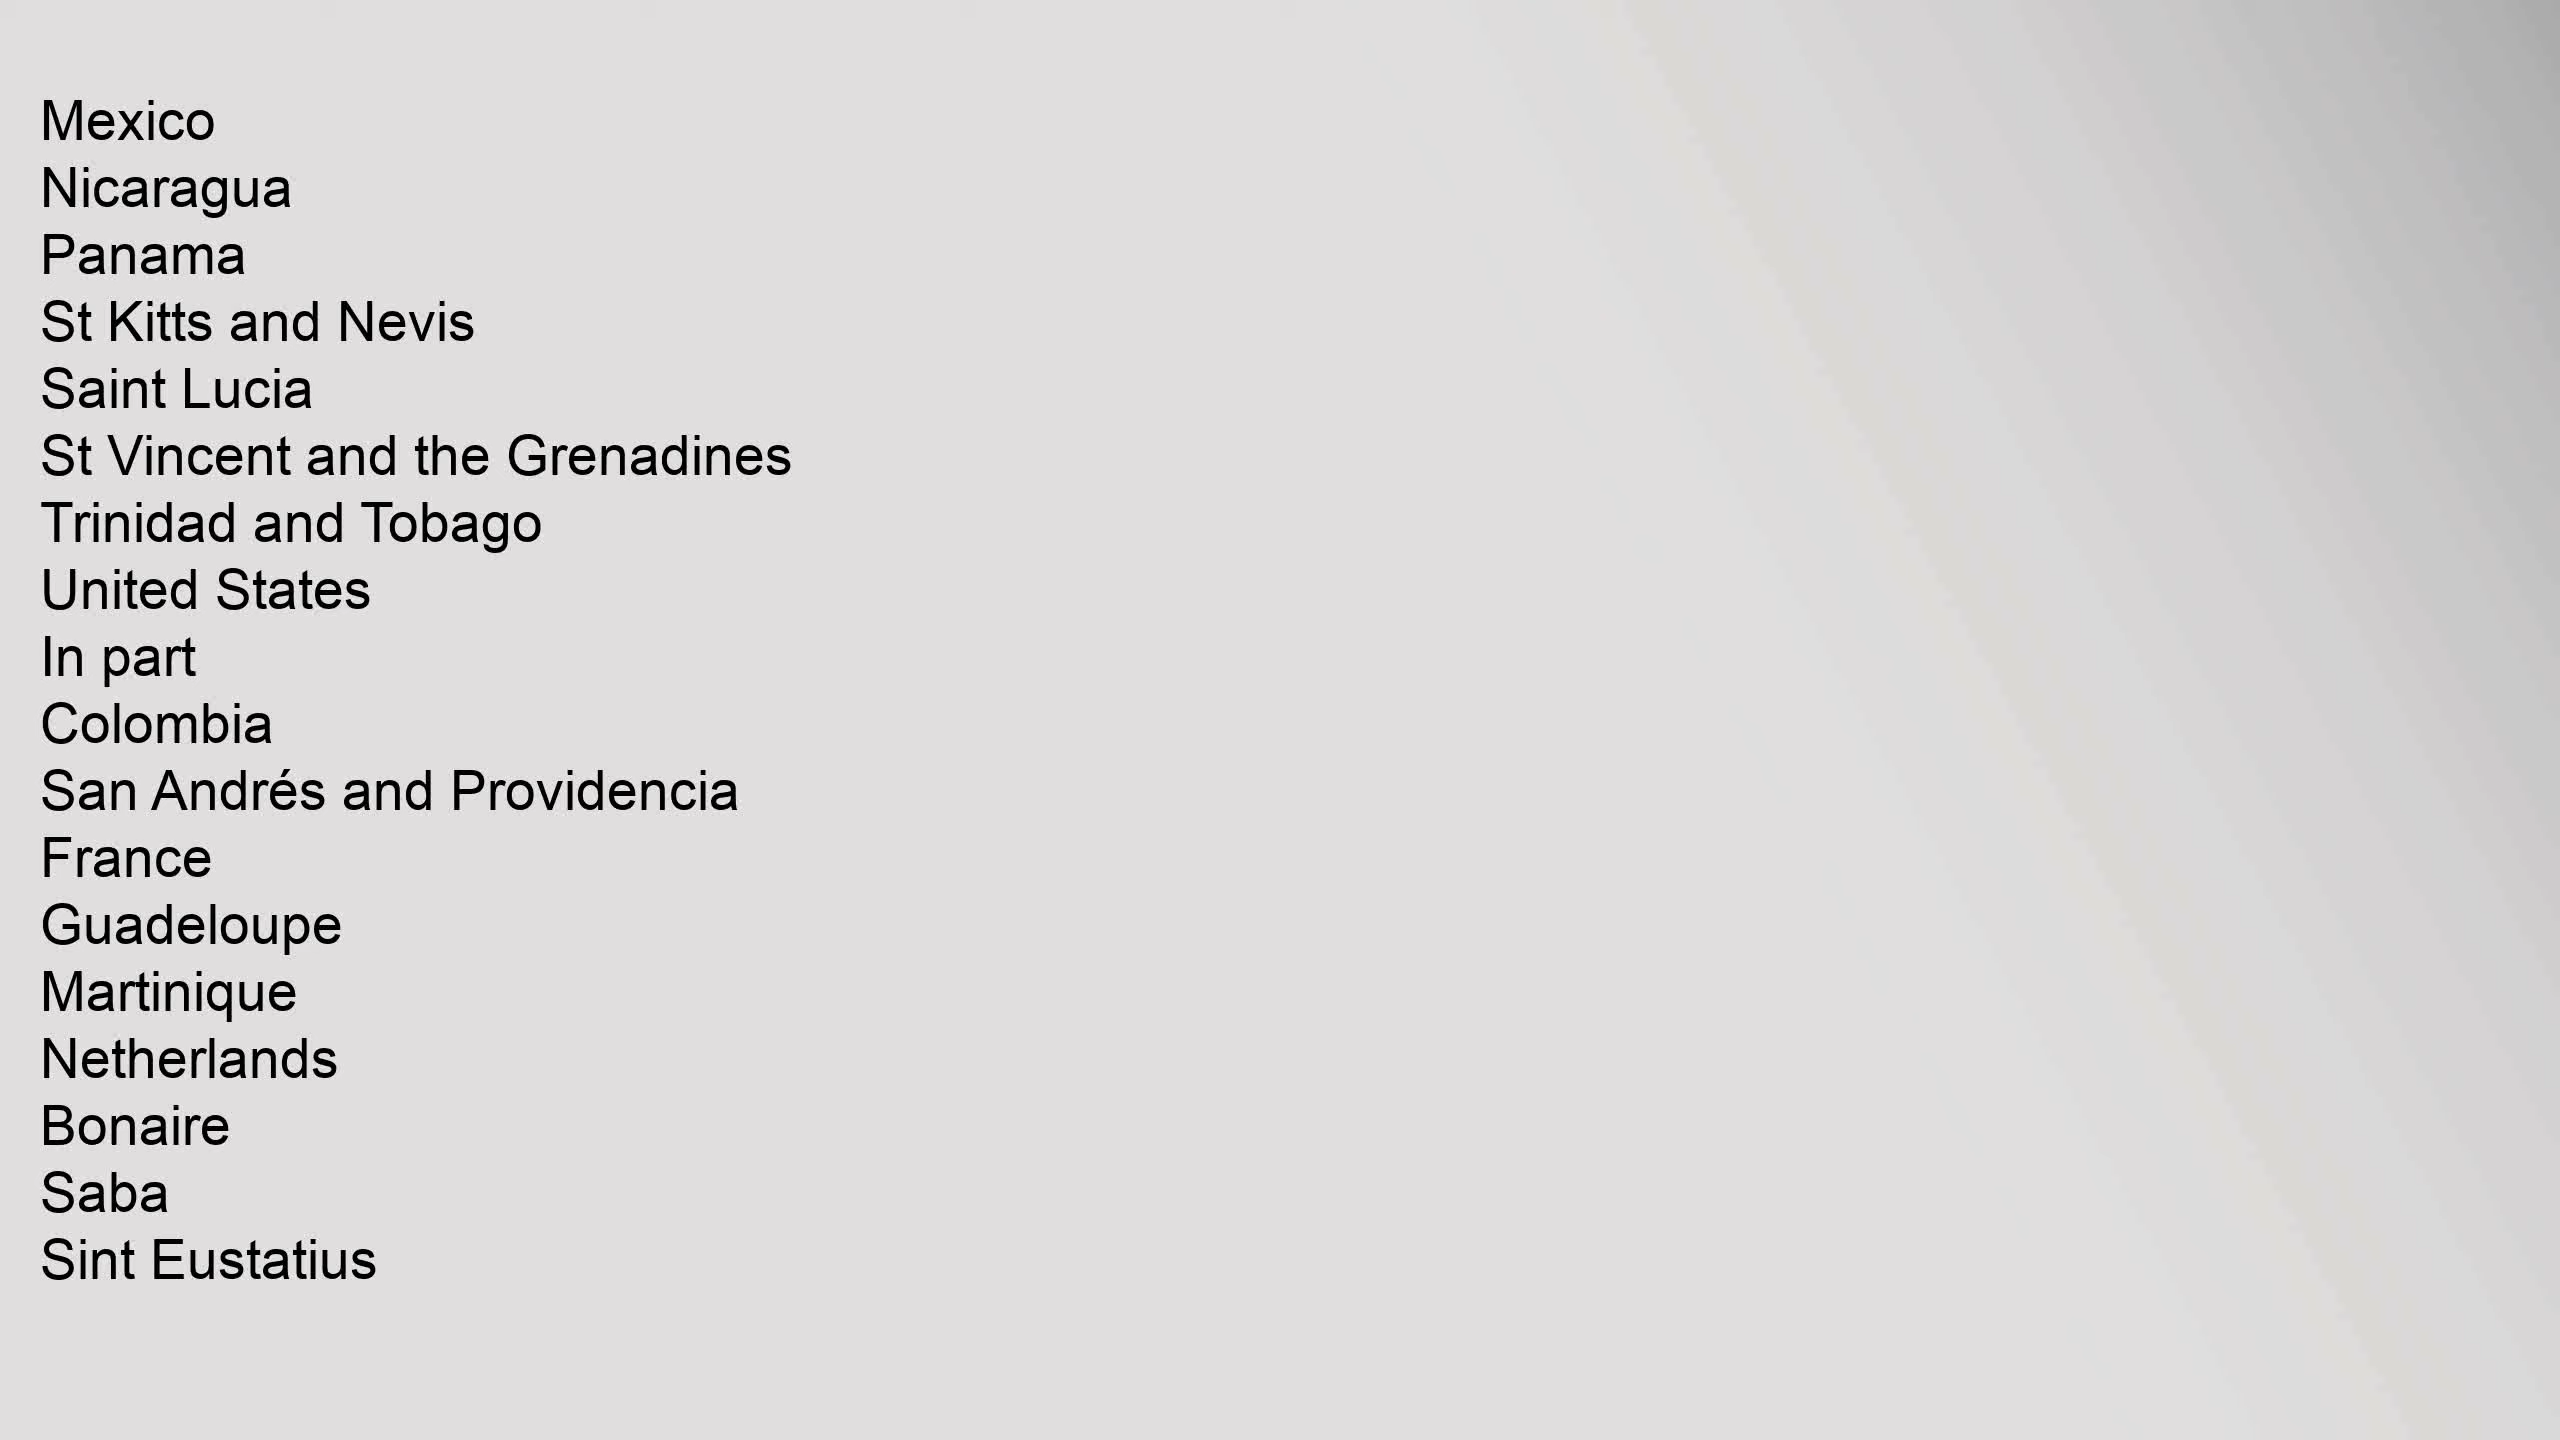 Mexico
Nicaragua
Panama
St Kitts and Nevis
Saint Lucia
St Vincent and the Grenadines
Trinidad and Tobago
United States
In part
Colombia
San Andrés and Providencia
France
Guadeloupe
Martinique
Netherlands
Bonaire
Saba
Sint Eustatius